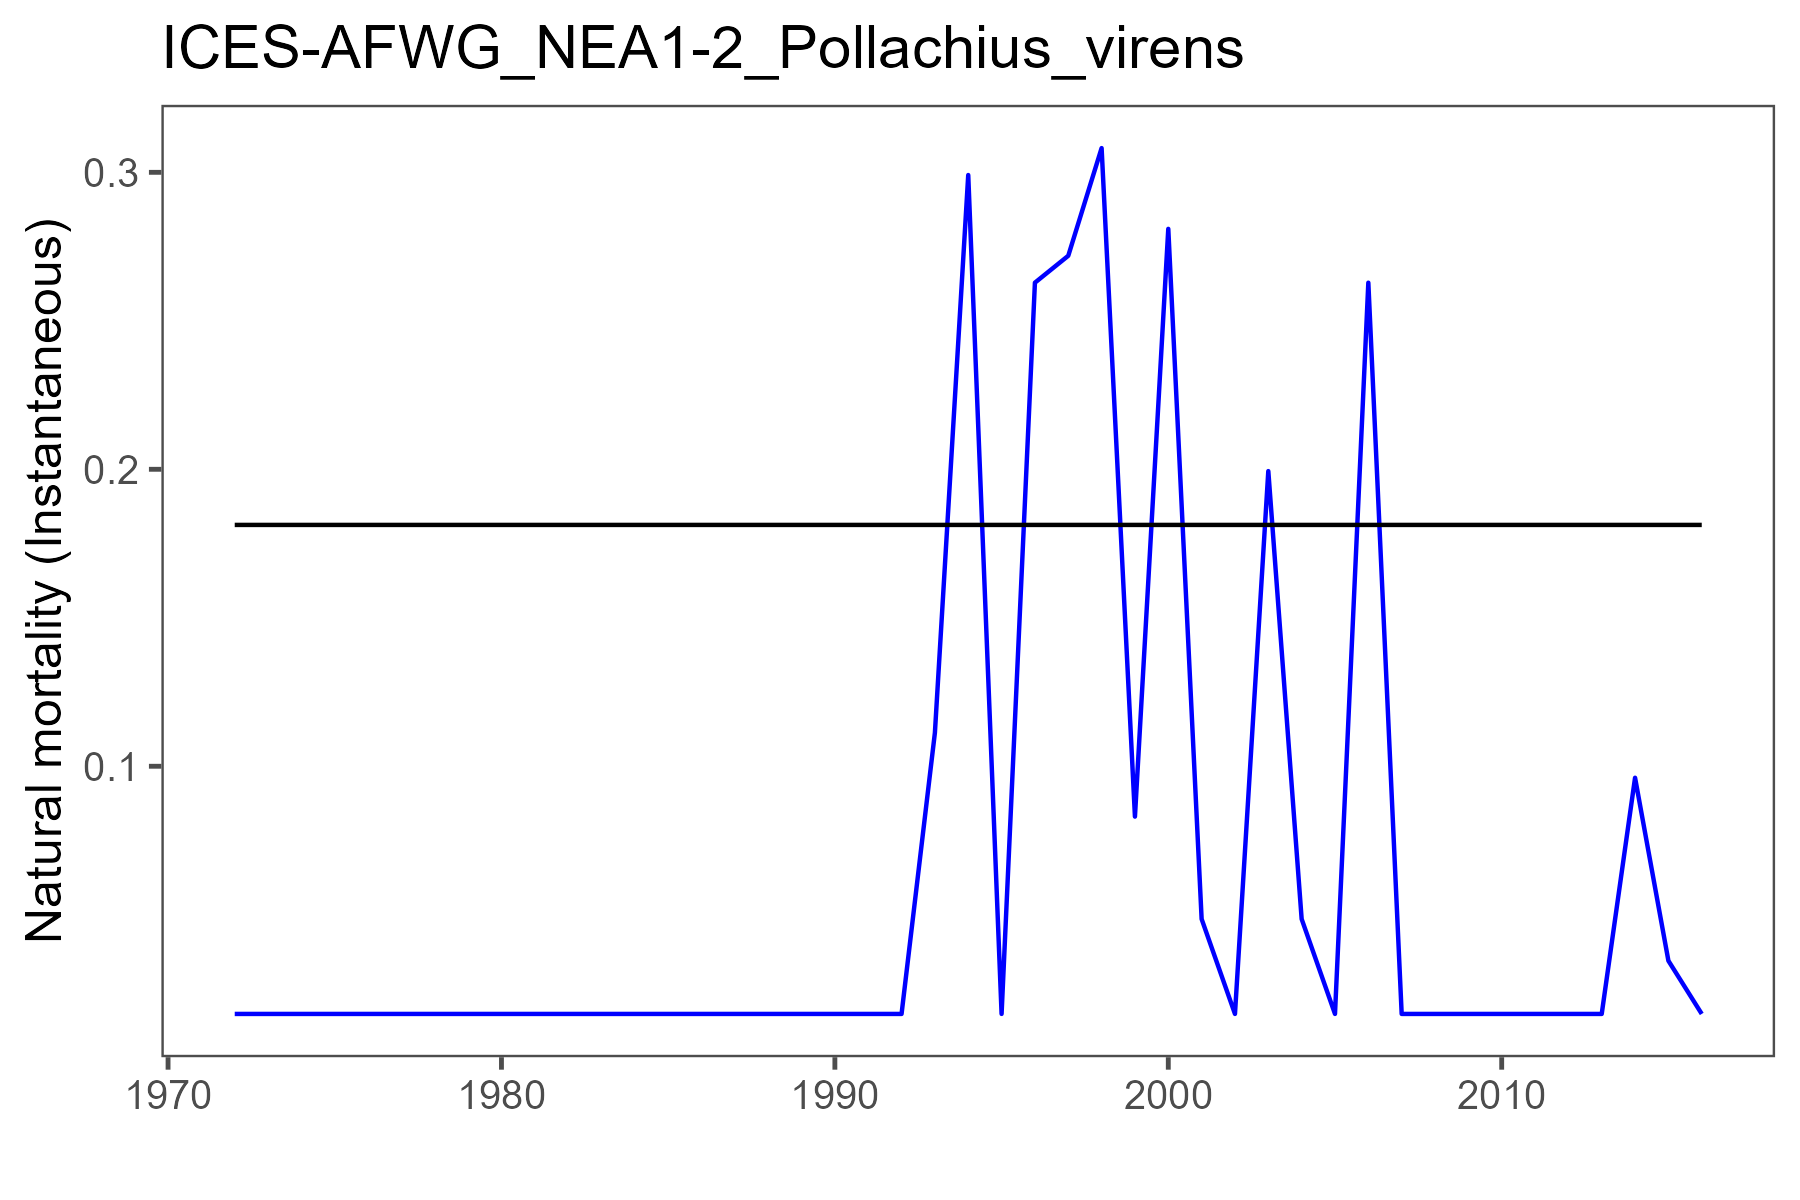 ICES-AFWG_NEA1-2_Pollachius_virens
Natural mortality (Instantaneous)
0.3
0.2
0.1
1970 1980 1990 2000 2010